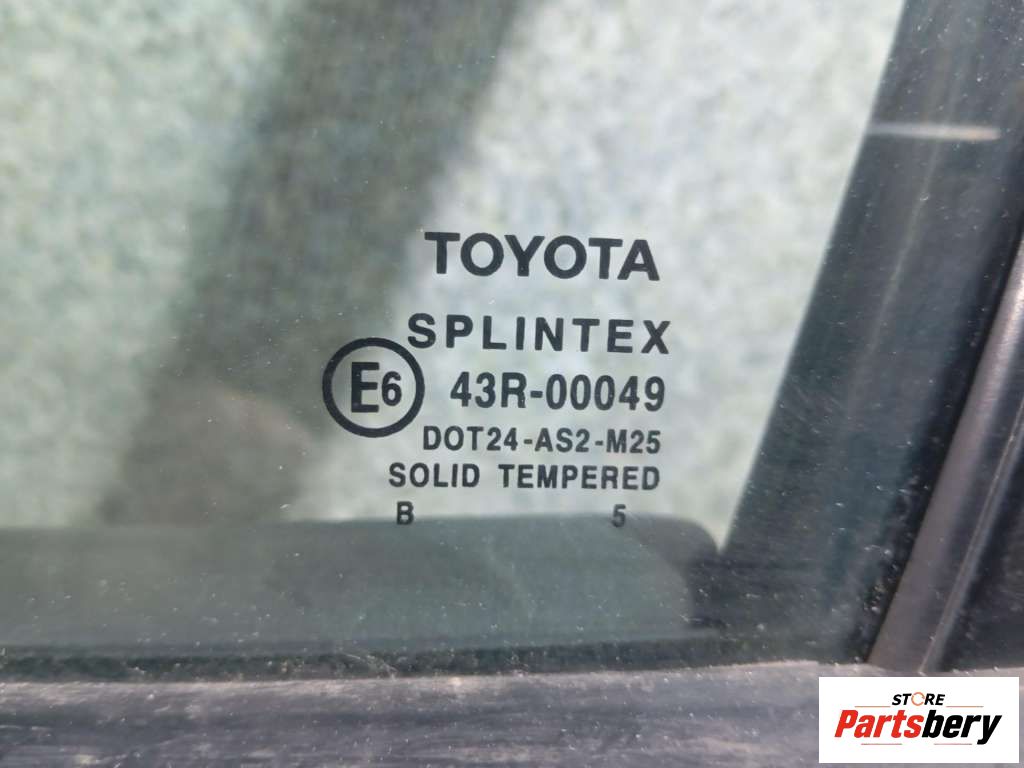 TOYOTA
SPLINTEX
E6 43R-00049
DOT24-AS2-M25
SOLID TEMPERED
B 5
STORE
Partsbery